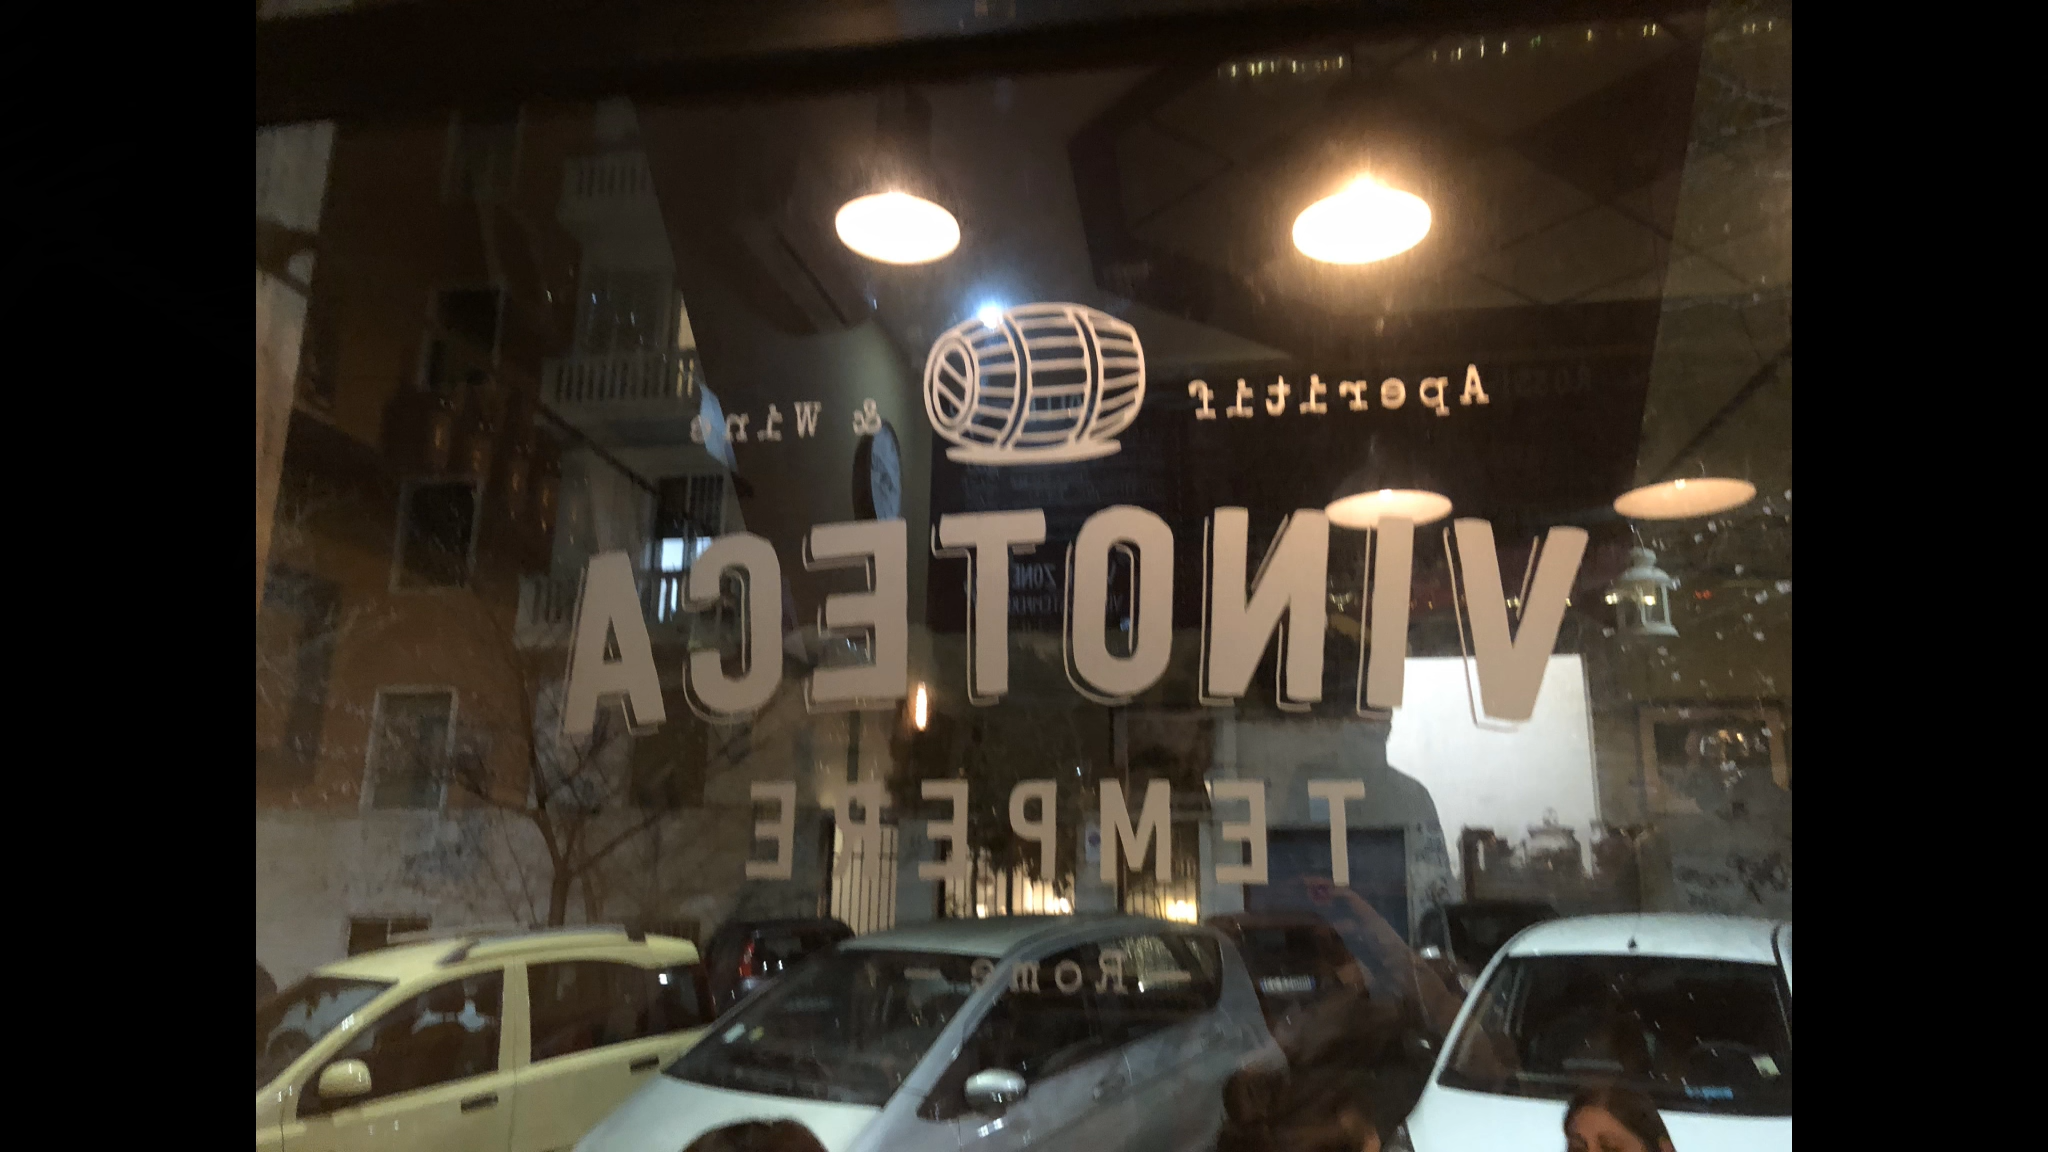 Aperitif & Wine
VINOTECA
TEMPERE
— Rome —